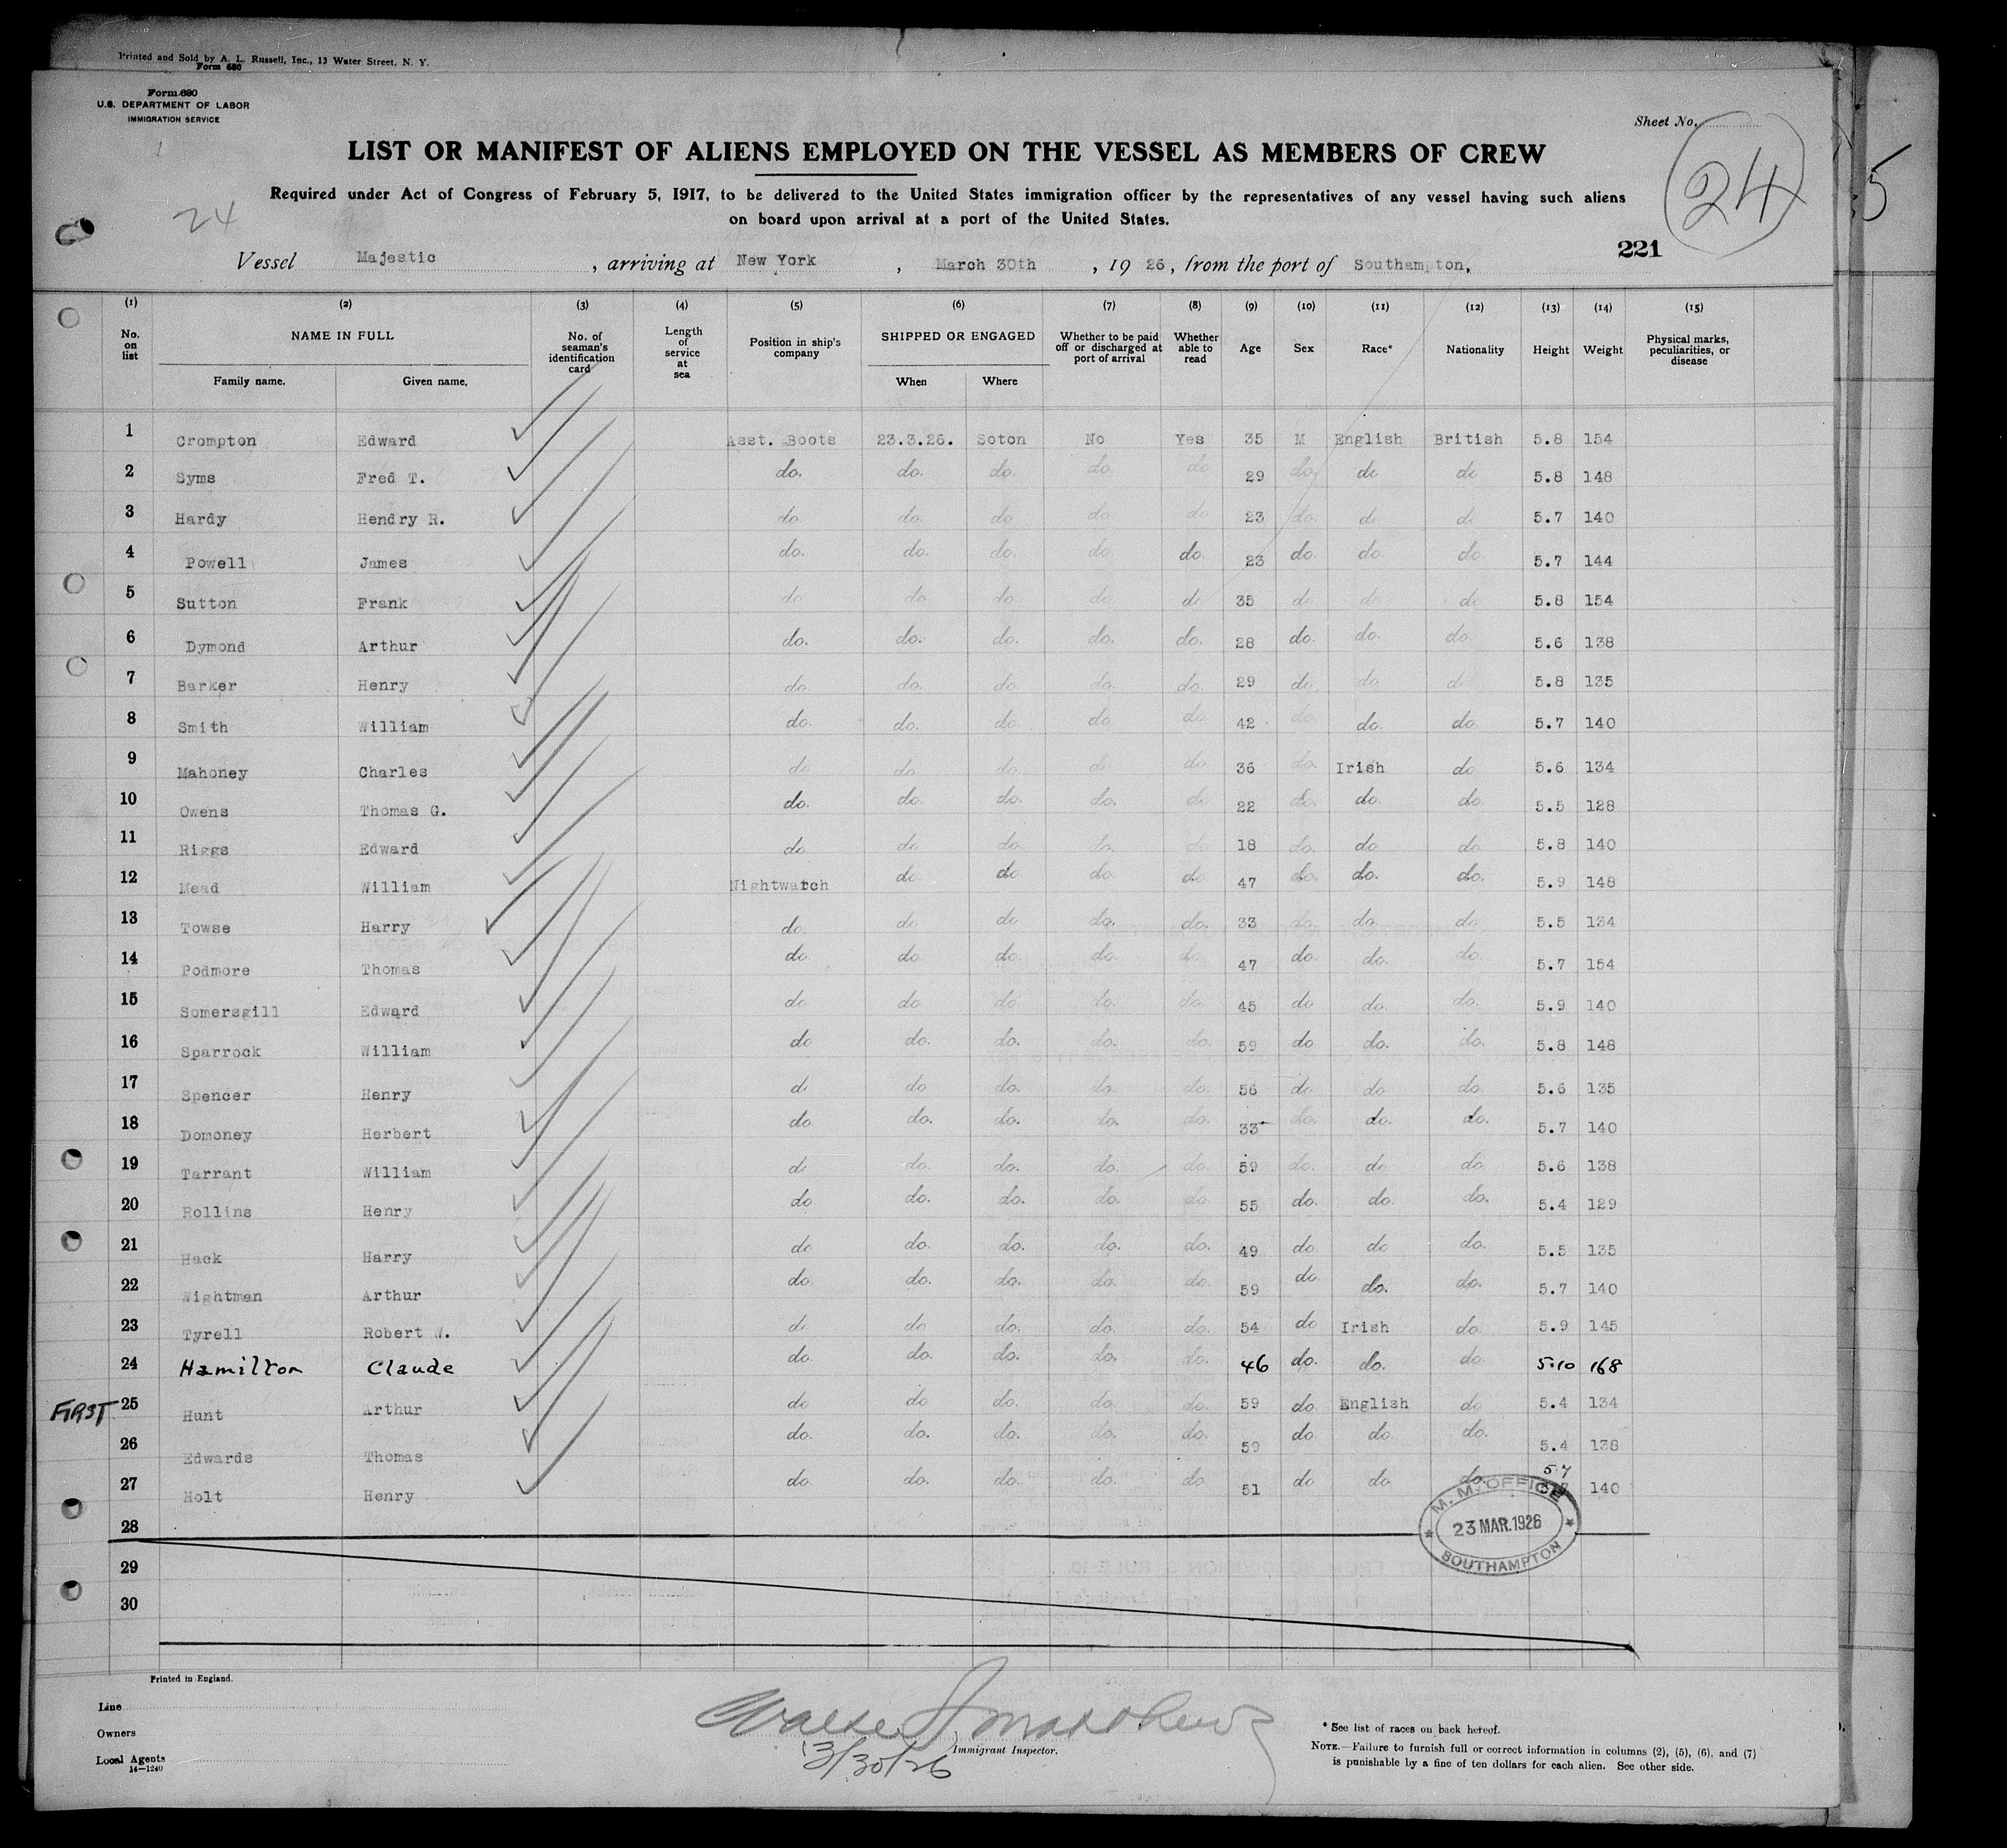 Printed and Sold by A. L. Russell, Inc., 13 Water Street, N. Y.
Form 680
Form 680
U.S. DEPARTMENT OF LABOR
IMMIGRATION SERVICE
Sheet No.
24
5
LIST OR MANIFEST OF ALIENS EMPLOYED ON THE VESSEL AS MEMBERS OF CREW
Required under Act of Congress of February 5, 1917, to be delivered to the United States immigration officer by the representatives of any vessel having such aliens
on board upon arrival at a port of the United States.
24
221
Vessel Majestic, arriving at New York, March 30th, 1926, from the port of Southampton,
(1) (2) (3) (4) (5) (6) (7) (8) (9) (10) (11) (12) (13) (14) (15)
No. on list NAME IN FULL Family name. Given name. No. of seaman's identification card Length of service at sea Position in ship's company SHIPPED OR ENGAGED When Where Whether to be paid off or discharged at port of arrival Whether able to read Age Sex Race* Nationality Height Weight Physical marks, peculiarities, or disease
1 Crompton Edward Asst. Boots 23.3.26. Soton No Yes 35 M English British 5.8 154
2 Syms Fred T. do. do. do. do. do 29 do. do do 5.8 148
3 Hardy Hendry R. do do. do do. do 23 do. do do 5.7 140
4 Powell James do. do. do. do do. 23 do. do. do. 5.7 144
5 Sutton Frank do do. do. do do 35 do do do 5.8 154
6 Dymond Arthur do. do. do. do. do. 28 do. do. do 5.6 138
7 Barker Henry do. do. do. do. do. 29 do. do d 5.8 135
8 Smith William do. do. do. do do 42 do do. do. 5.7 140
9 Mahoney Charles do do do. do do 36 do. Irish do 5.6 134
10 Owens Thomas G. do. do. do. do. do 22 do. do. do. 5.5 128
11 Riggs Edward do do do. do. do 18 do. do do 5.8 140
12 Mead William Nightwatch do. do do. do 47 do. do. do. 5.9 148
13 Towse Harry do. do do do. do. 33 do. do. do 5.5 134
14 Podmore Thomas do do. do. do. do. 47 do. do. do. 5.7 154
15 Somersgill Edward do do do do. do. 45 do do. do. 5.9 140
16 Sparrock William do do. do. do. do. 59 do do. do. 5.8 148
17 Spencer Henry do do do. do. do. 56 do. do do. 5.6 135
18 Domoney Herbert do do. do. do. do. 33 do. do. do. 5.7 140
19 Tarrant William do do. do. do. do. 59 do. do do 5.6 138
20 Rollins Henry do do. do. do. do. 55 do. do. do. 5.4 129
21 Hack Harry do do. do. do. do. 49 do do do. 5.5 135
22 Wightman Arthur do do. do. do. do. 59 do do. do. 5.7 140
23 Tyrell Robert W. do do do. do. do. 54 do Irish do. 5.9 145
24 Hamilton Claude do do. do. do. do. 46 do. do. do 5.10 168
FIRST 25 Hunt Arthur do do do. do. do. 59 do English do 5.4 134
26 Edwards Thomas do. do. do. do. do. 59 do do. do. 5.4 138
27 Holt Henry do do. do. do. do 51 do do do. 5.7 140
28
29
30
M. M. OFFICE
23 MAR. 1926
SOUTHAMPTON
Printed in England.
Line
Owners
Local Agents
14—1240
Matthews
Immigrant Inspector.
3/30/26
* See list of races on back hereof.
NOTE.—Failure to furnish full or correct information in columns (2), (5), (6), and (7)
is punishable by a fine of ten dollars for each alien. See other side.